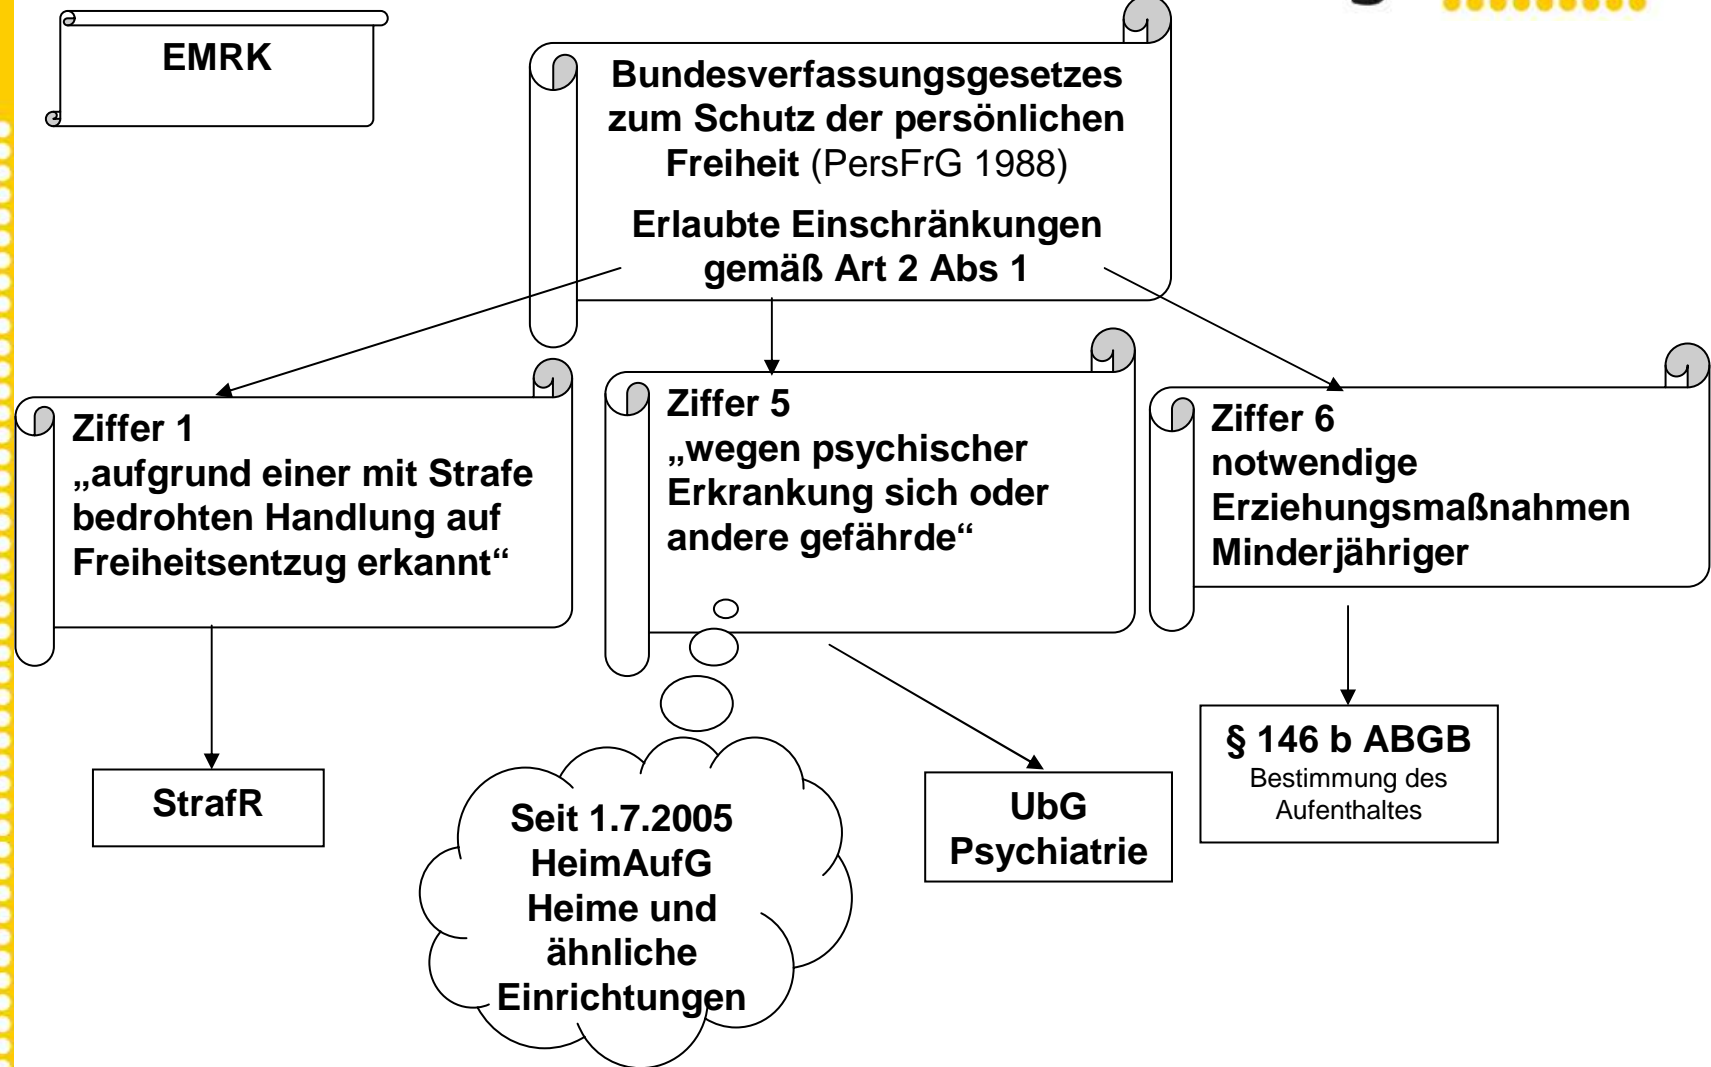 EMRK
Bundesverfassungsgesetzes
zum Schutz der persönlichen
Freiheit (PersFrG 1988)
Erlaubte Einschränkungen
gemäß Art 2 Abs 1
Ziffer 1
„aufgrund einer mit Strafe
bedrohten Handlung auf
Freiheitsentzug erkannt“
Ziffer 5
„wegen psychischer
Erkrankung sich oder
andere gefährde“
Ziffer 6
notwendige
Erziehungsmaßnahmen
Minderjähriger
StrafR
Seit 1.7.2005
HeimAufG
Heime und
ähnliche
Einrichtungen
UbG
Psychiatrie
§ 146 b ABGB
Bestimmung des
Aufenthaltes